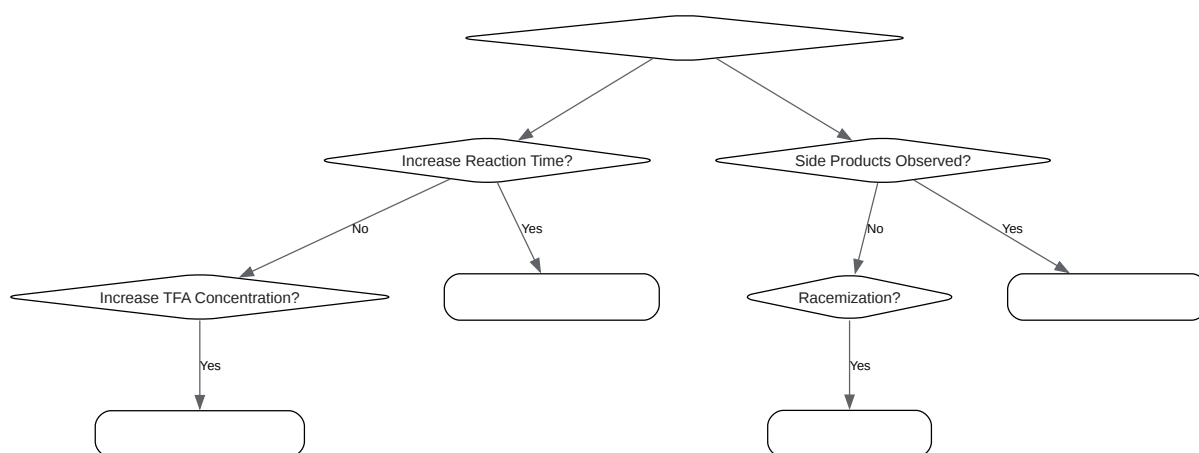 Increase Reaction Time?
Side Products Observed?
No
Yes
No
Yes
Increase TFA Concentration?
Racemization?
Yes
Yes